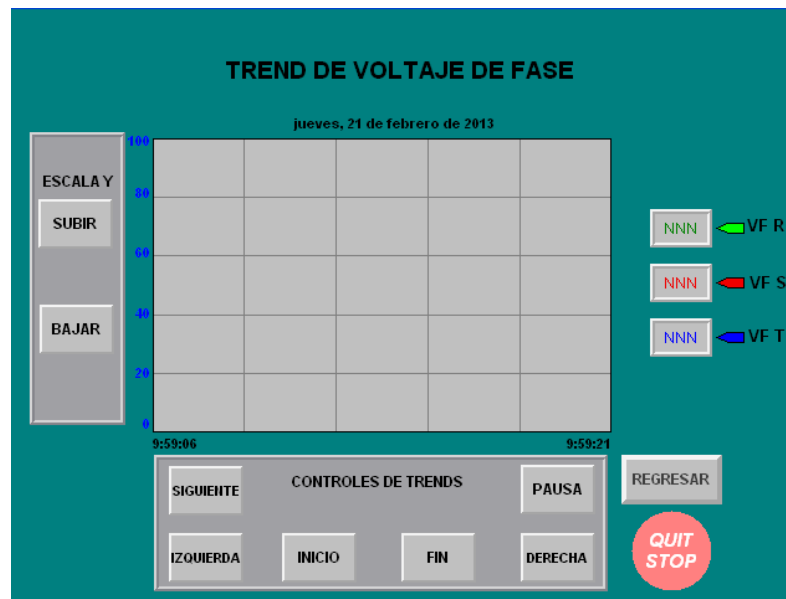 TREND DE VOLTAJE DE FASE
jueves, 21 de febrero de 2013
ESCALA Y
SUBIR
BAJAR
100
80
60
40
20
0
9:59:06
9:59:21
NNN
VF R
NNN
VF S
NNN
VF T
CONTROLES DE TRENDS
SIGUIENTE
PAUSA
IZQUIERDA
INICIO
FIN
DERECHA
REGRESAR
QUIT
STOP